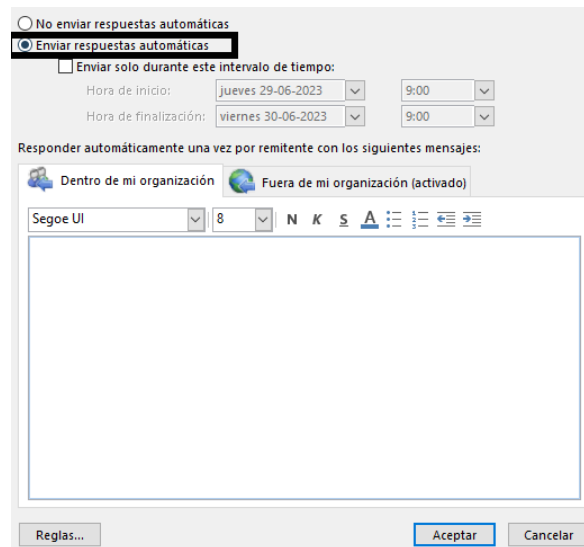 No enviar respuestas automáticas
Enviar respuestas automáticas
Enviar solo durante este intervalo de tiempo:
Hora de inicio: jueves 29-06-2023 9:00
Hora de finalización: viernes 30-06-2023 9:00
Responder automáticamente una vez por remitente con los siguientes mensajes:
Dentro de mi organización Fuera de mi organización (activado)
Segoe UI 8 N K S A
Reglas... Aceptar Cancelar